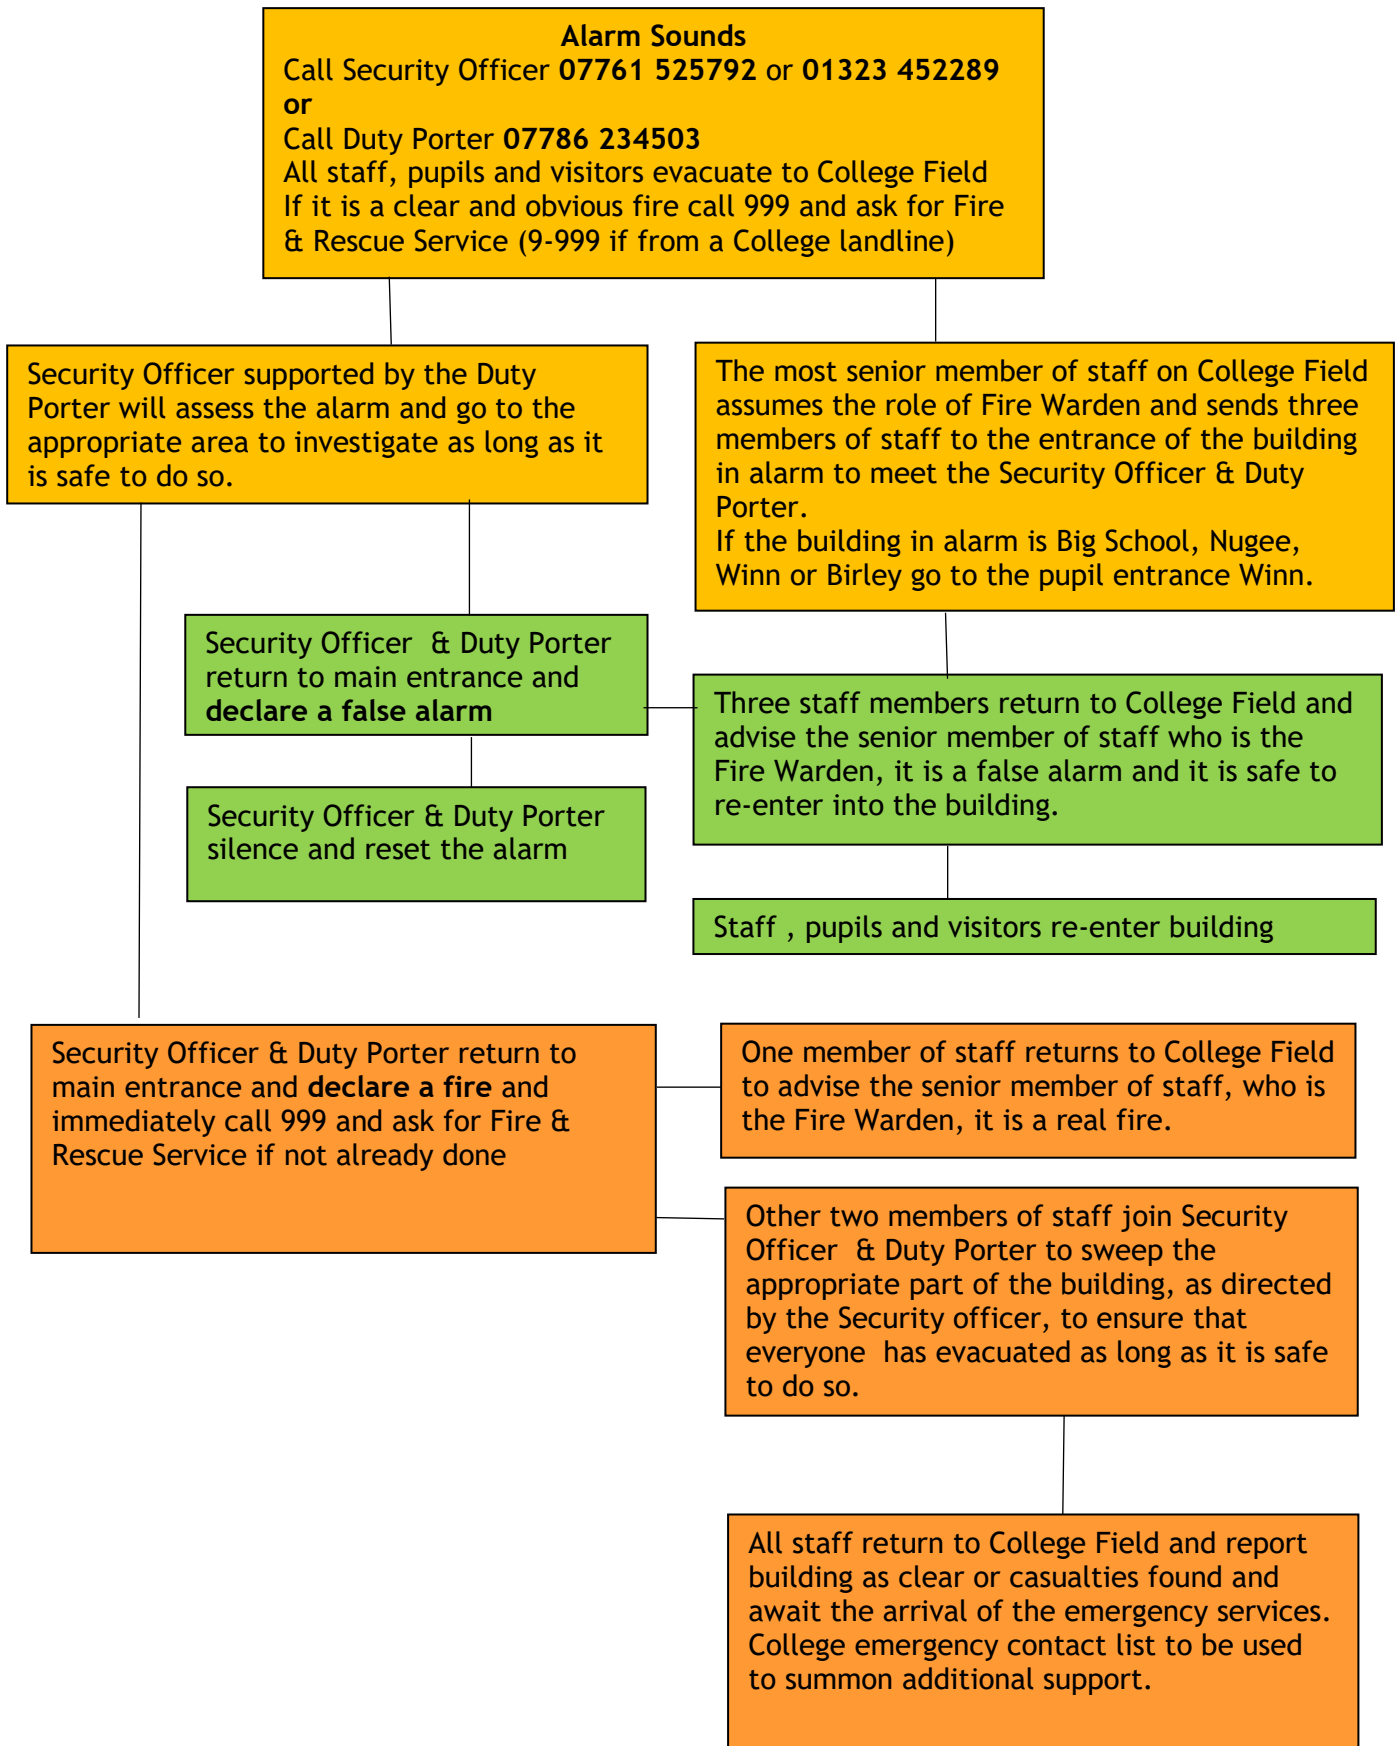 Alarm Sounds
Call Security Officer 07761 525792 or 01323 452289
or
Call Duty Porter 07786 234503
All staff, pupils and visitors evacuate to College Field
If it is a clear and obvious fire call 999 and ask for Fire
& Rescue Service (9-999 if from a College landline)
Security Officer supported by the Duty
Porter will assess the alarm and go to the
appropriate area to investigate as long as it
is safe to do so.
The most senior member of staff on College Field
assumes the role of Fire Warden and sends three
members of staff to the entrance of the building
in alarm to meet the Security Officer & Duty
Porter.
If the building in alarm is Big School, Nugee,
Winn or Birley go to the pupil entrance Winn.
Security Officer & Duty Porter
return to main entrance and
declare a false alarm
Three staff members return to College Field and
advise the senior member of staff who is the
Fire Warden, it is a false alarm and it is safe to
re-enter into the building.
Security Officer & Duty Porter
silence and reset the alarm
Staff , pupils and visitors re-enter building
Security Officer & Duty Porter return to
main entrance and declare a fire and
immediately call 999 and ask for Fire &
Rescue Service if not already done
One member of staff returns to College Field
to advise the senior member of staff, who is
the Fire Warden, it is a real fire.
Other two members of staff join Security
Officer & Duty Porter to sweep the
appropriate part of the building, as directed
by the Security officer, to ensure that
everyone has evacuated as long as it is safe
to do so.
All staff return to College Field and report
building as clear or casualties found and
await the arrival of the emergency services.
College emergency contact list to be used
to summon additional support.